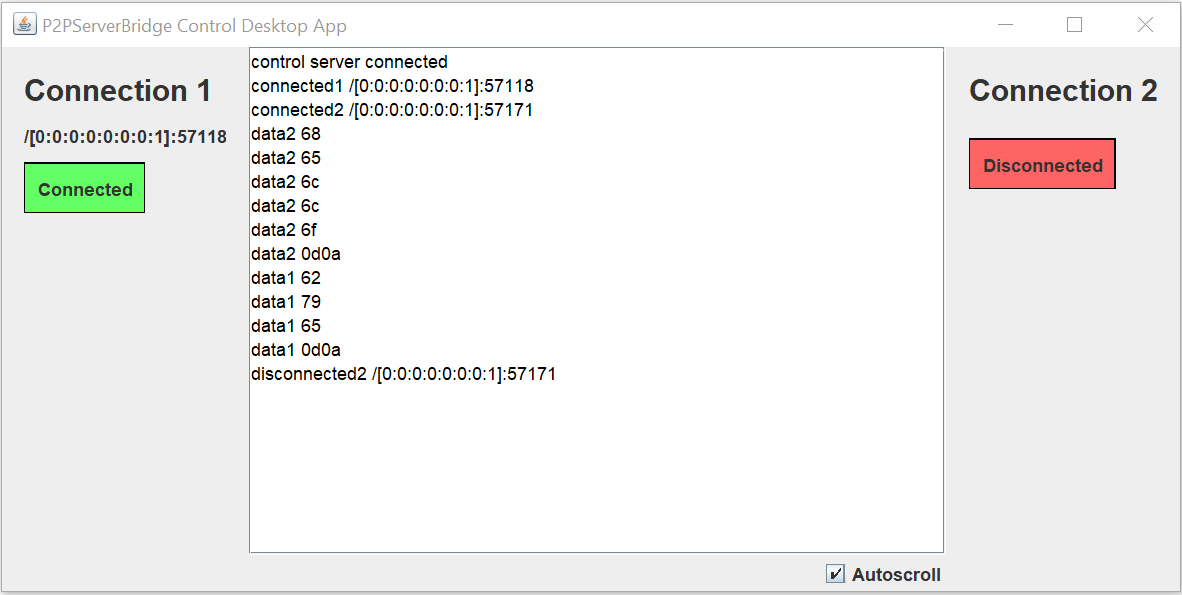 P2PServerBridge Control Desktop App
Connection 1
/[0:0:0:0:0:0:0:1]:57118
Connected
control server connected
connected1 /[0:0:0:0:0:0:0:1]:57118
connected2 /[0:0:0:0:0:0:0:1]:57171
data2 68
data2 65
data2 6c
data2 6c
data2 6f
data2 0d0a
data1 62
data1 79
data1 65
data1 0d0a
disconnected2 /[0:0:0:0:0:0:0:1]:57171
Autoscroll
Connection 2
Disconnected